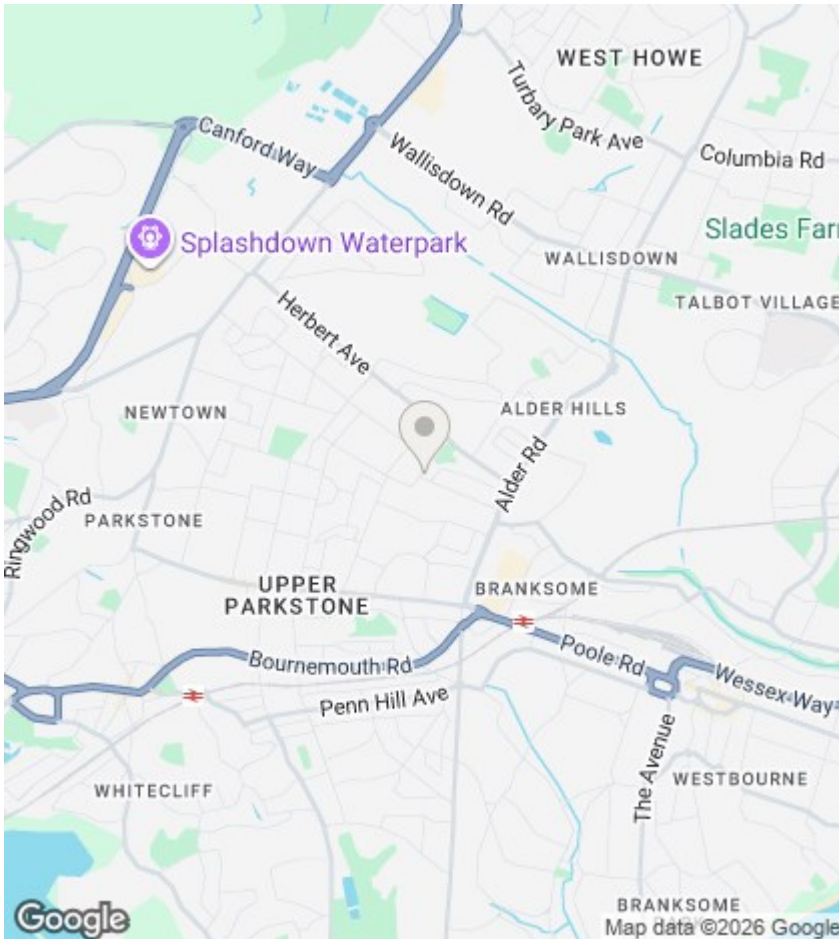 WEST HOWE
Turbary Park Ave
Canford Way
Wallisdown Rd
Columbia Rd
Splashdown Waterpark
Slades Far
WALLISDOWN
TALBOT VILLAGE
Herbert Ave
NEWTOWN
ALDER HILLS
Alder Rd
Ringwood Rd
PARKSTONE
UPPER
PARKSTONE
BRANKSOME
Bournemouth Rd
Poole Rd
Wessex Way
Penn Hill Ave
The Avenue
WHITECLIFF
WESTBOURNE
BRANKSOME
Google
Map data ©2026 Google